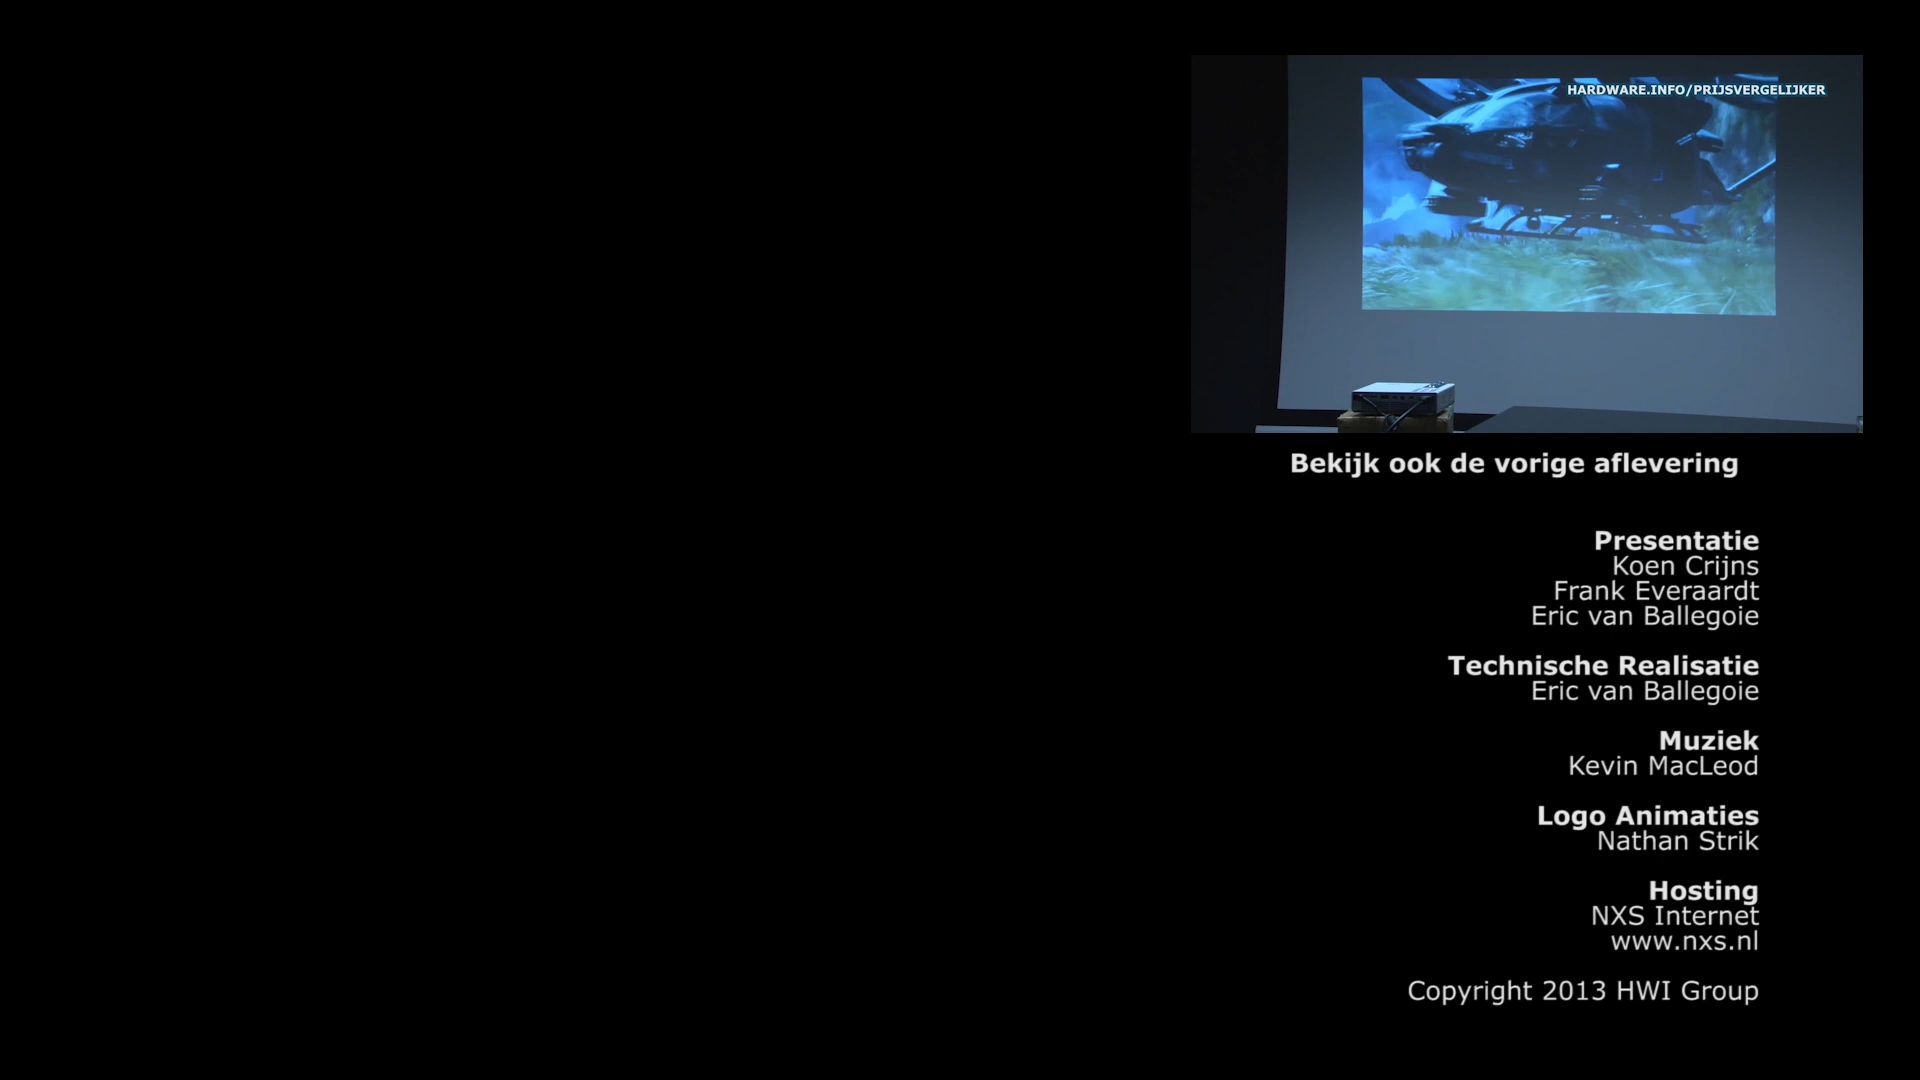 HARDWARE.INFO/PRIJSVERGELIJKER
Bekijk ook de vorige aflevering
Presentatie
Koen Crijns
Frank Everaardt
Eric van Ballegoie
Technische Realisatie
Eric van Ballegoie
Muziek
Kevin MacLeod
Logo Animaties
Nathan Strik
Hosting
NXS Internet
www.nxs.nl
Copyright 2013 HWI Group